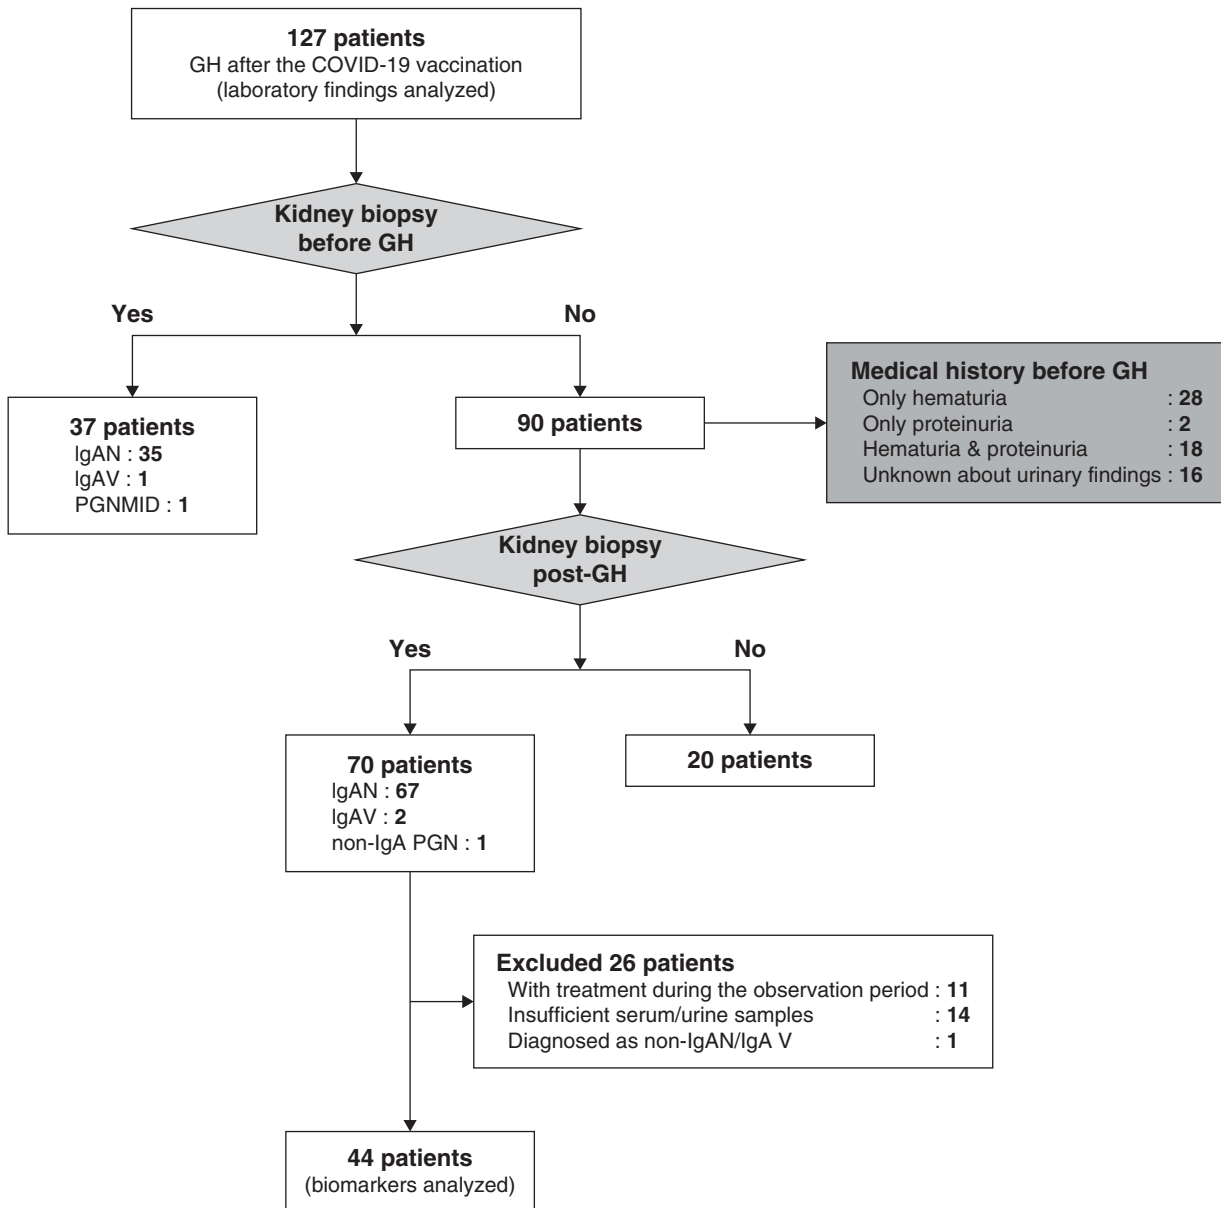 127 patients
GH after the COVID-19 vaccination
(laboratory findings analyzed)
Kidney biopsy
before GH
Yes
No
37 patients
IgAN : 35
IgAV : 1
PGNMID : 1
90 patients
Medical history before GH
Only hematuria : 28
Only proteinuria : 2
Hematuria & proteinuria : 18
Unknown about urinary findings : 16
Kidney biopsy
post-GH
Yes
No
70 patients
IgAN : 67
IgAV : 2
non-IgA PGN : 1
20 patients
Excluded 26 patients
With treatment during the observation period : 11
Insufficient serum/urine samples : 14
Diagnosed as non-IgAN/IgA V : 1
44 patients
(biomarkers analyzed)